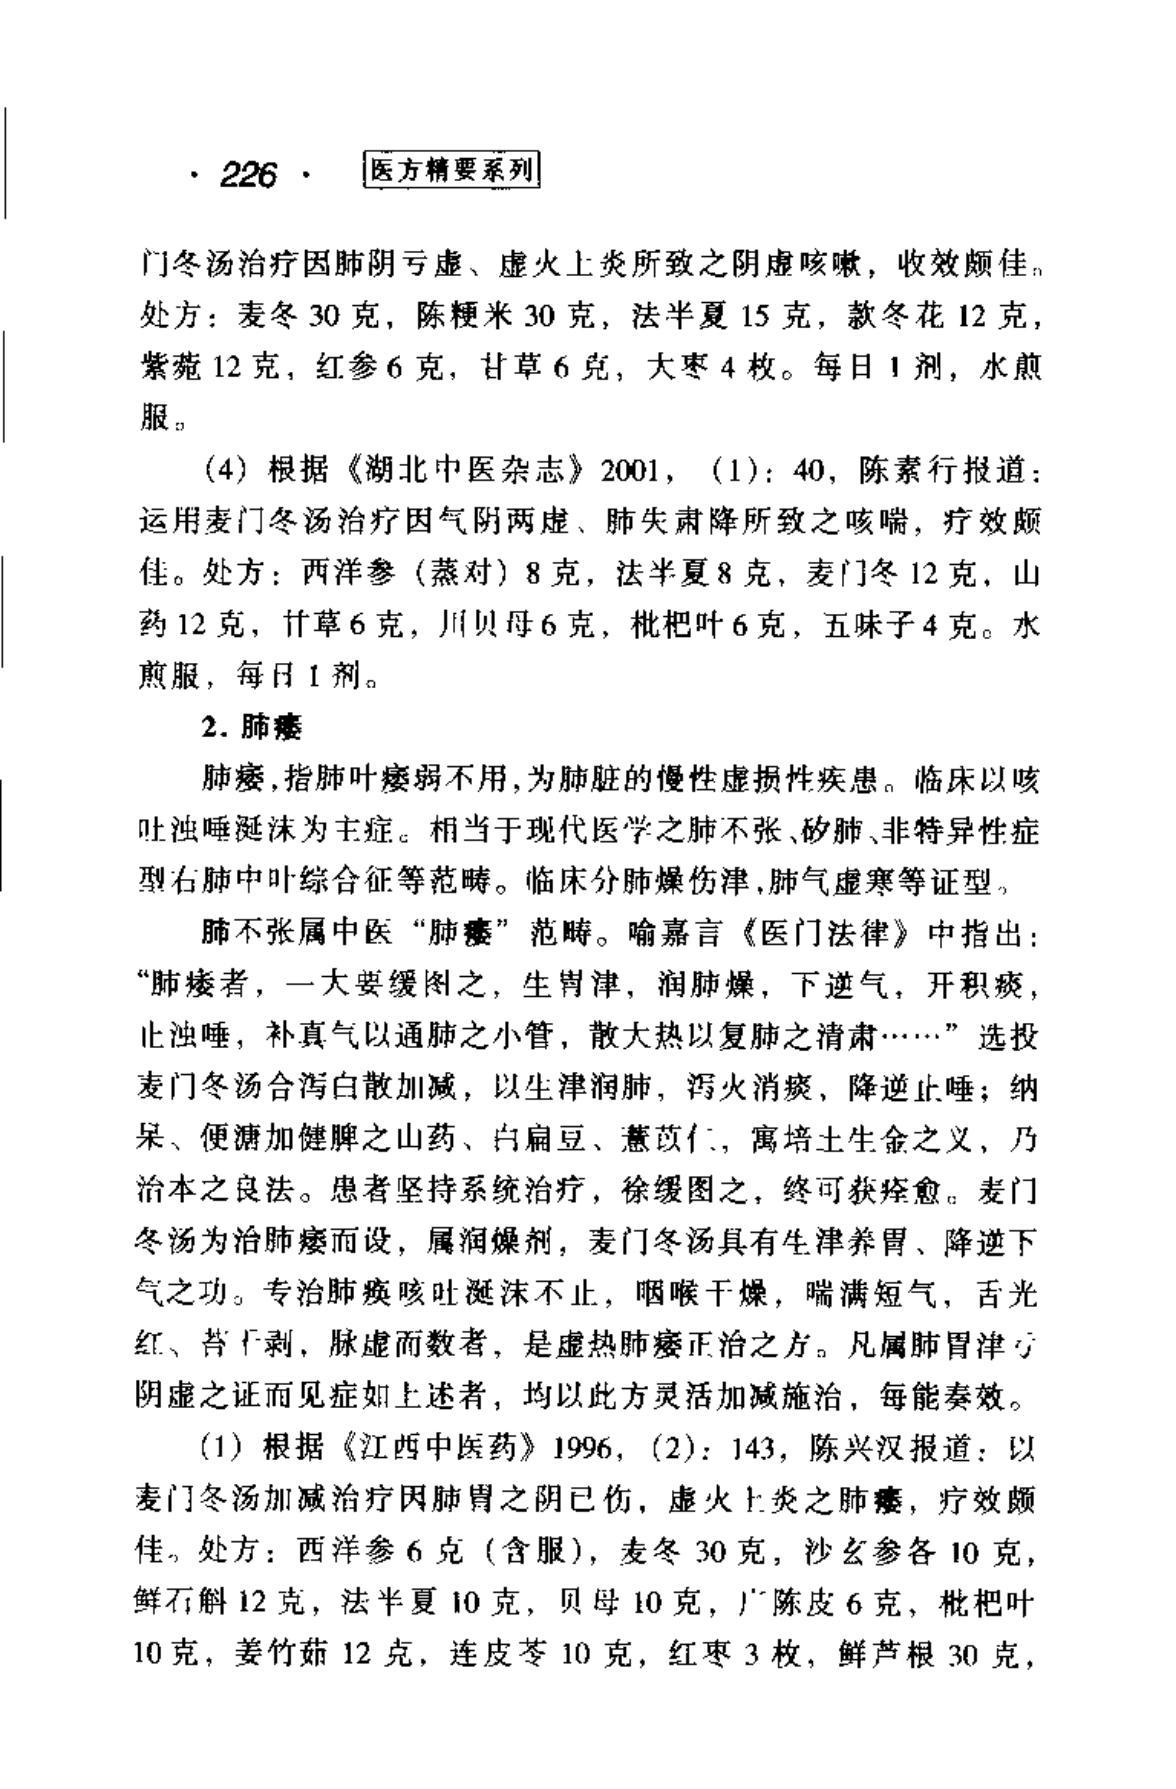 · 226 · 医方精要系列
门冬汤治疗因肺阴亏虚、虚火上炎所致之阴虚咳嗽，收效颇佳。
处方：麦冬 30 克，陈粳米 30 克，法半夏 15 克，款冬花 12 克，
紫菀 12 克，红参 6 克，甘草 6 克，大枣 4 枚。每日 1 剂，水煎
服。
（4）根据《湖北中医杂志》2001，（1）：40，陈素行报道：
运用麦门冬汤治疗因气阴两虚、肺失肃降所致之咳喘，疗效颇
佳。处方：西洋参（蒸对）8 克，法半夏 8 克，麦门冬 12 克，山
药 12 克，甘草 6 克，川贝母 6 克，枇杷叶 6 克，五味子 4 克。水
煎服，每日 1 剂。
2. 肺痿
肺痿，指肺叶痿弱不用，为肺脏的慢性虚损性疾患。临床以咳
吐浊唾涎沫为主症。相当于现代医学之肺不张、矽肺、非特异性症
型右肺中叶综合征等范畴。临床分肺燥伤津，肺气虚寒等证型。
肺不张属中医“肺痿”范畴。喻嘉言《医门法律》中指出：
“肺痿者，一大要缓图之，生胃津，润肺燥，下逆气，开积痰，
止浊唾，补真气以通肺之小管，散大热以复肺之清肃……”选投
麦门冬汤合泻白散加减，以生津润肺，泻火消痰，降逆止唾；纳
呆、便溏加健脾之山药、白扁豆、薏苡仁，寓培土生金之义，乃
治本之良法。患者坚持系统治疗，徐缓图之，终可获痊愈。麦门
冬汤为治肺痿而设，属润燥剂，麦门冬汤具有生津养胃、降逆下
气之功。专治肺痿咳吐涎沫不止，咽喉干燥，喘满短气，舌光
红、苔干剥，脉虚而数者，是虚热肺痿正治之方。凡属肺胃津亏
阴虚之证而见症如上述者，均以此方灵活加减施治，每能奏效。
（1）根据《江西中医药》1996，（2）：143，陈兴汉报道：以
麦门冬汤加减治疗因肺胃之阴已伤，虚火上炎之肺痿，疗效颇
佳。处方：西洋参 6 克（含服），麦冬 30 克，沙玄参各 10 克，
鲜石斛 12 克，法半夏 10 克，贝母 10 克，广陈皮 6 克，枇杷叶
10 克，姜竹茹 12 克，连皮苓 10 克，红枣 3 枚，鲜芦根 30 克，